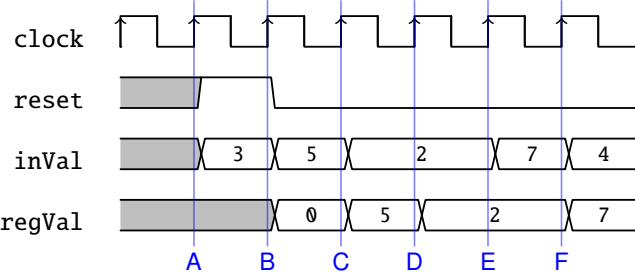 clock
reset
inVal 3 5 2 7 4
regVal 0 5 2 7
A B C D E F